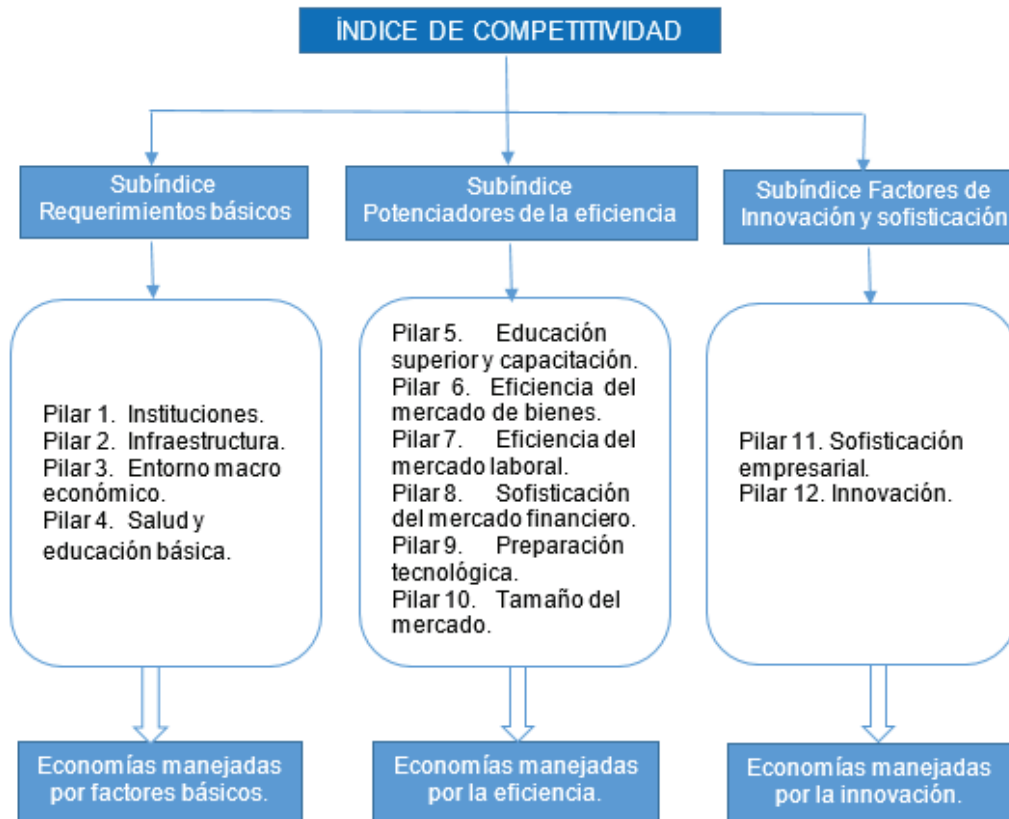 ÍNDICE DE COMPETITIVIDAD
Subíndice
Requerimientos básicos
Subíndice
Potenciadores de la eficiencia
Subíndice Factores de
Innovación y sofisticación
Pilar 1. Instituciones.
Pilar 2. Infraestructura.
Pilar 3. Entorno macro
económico.
Pilar 4. Salud y
educación básica.
Pilar 5. Educación
superior y capacitación.
Pilar 6. Eficiencia del
mercado de bienes.
Pilar 7. Eficiencia del
mercado laboral.
Pilar 8. Sofisticación
del mercado financiero.
Pilar 9. Preparación
tecnológica.
Pilar 10. Tamaño del
mercado.
Pilar 11. Sofisticación
empresarial.
Pilar 12. Innovación.
Economías manejadas
por factores básicos.
Economías manejadas
por la eficiencia.
Economías manejadas
por la innovación.